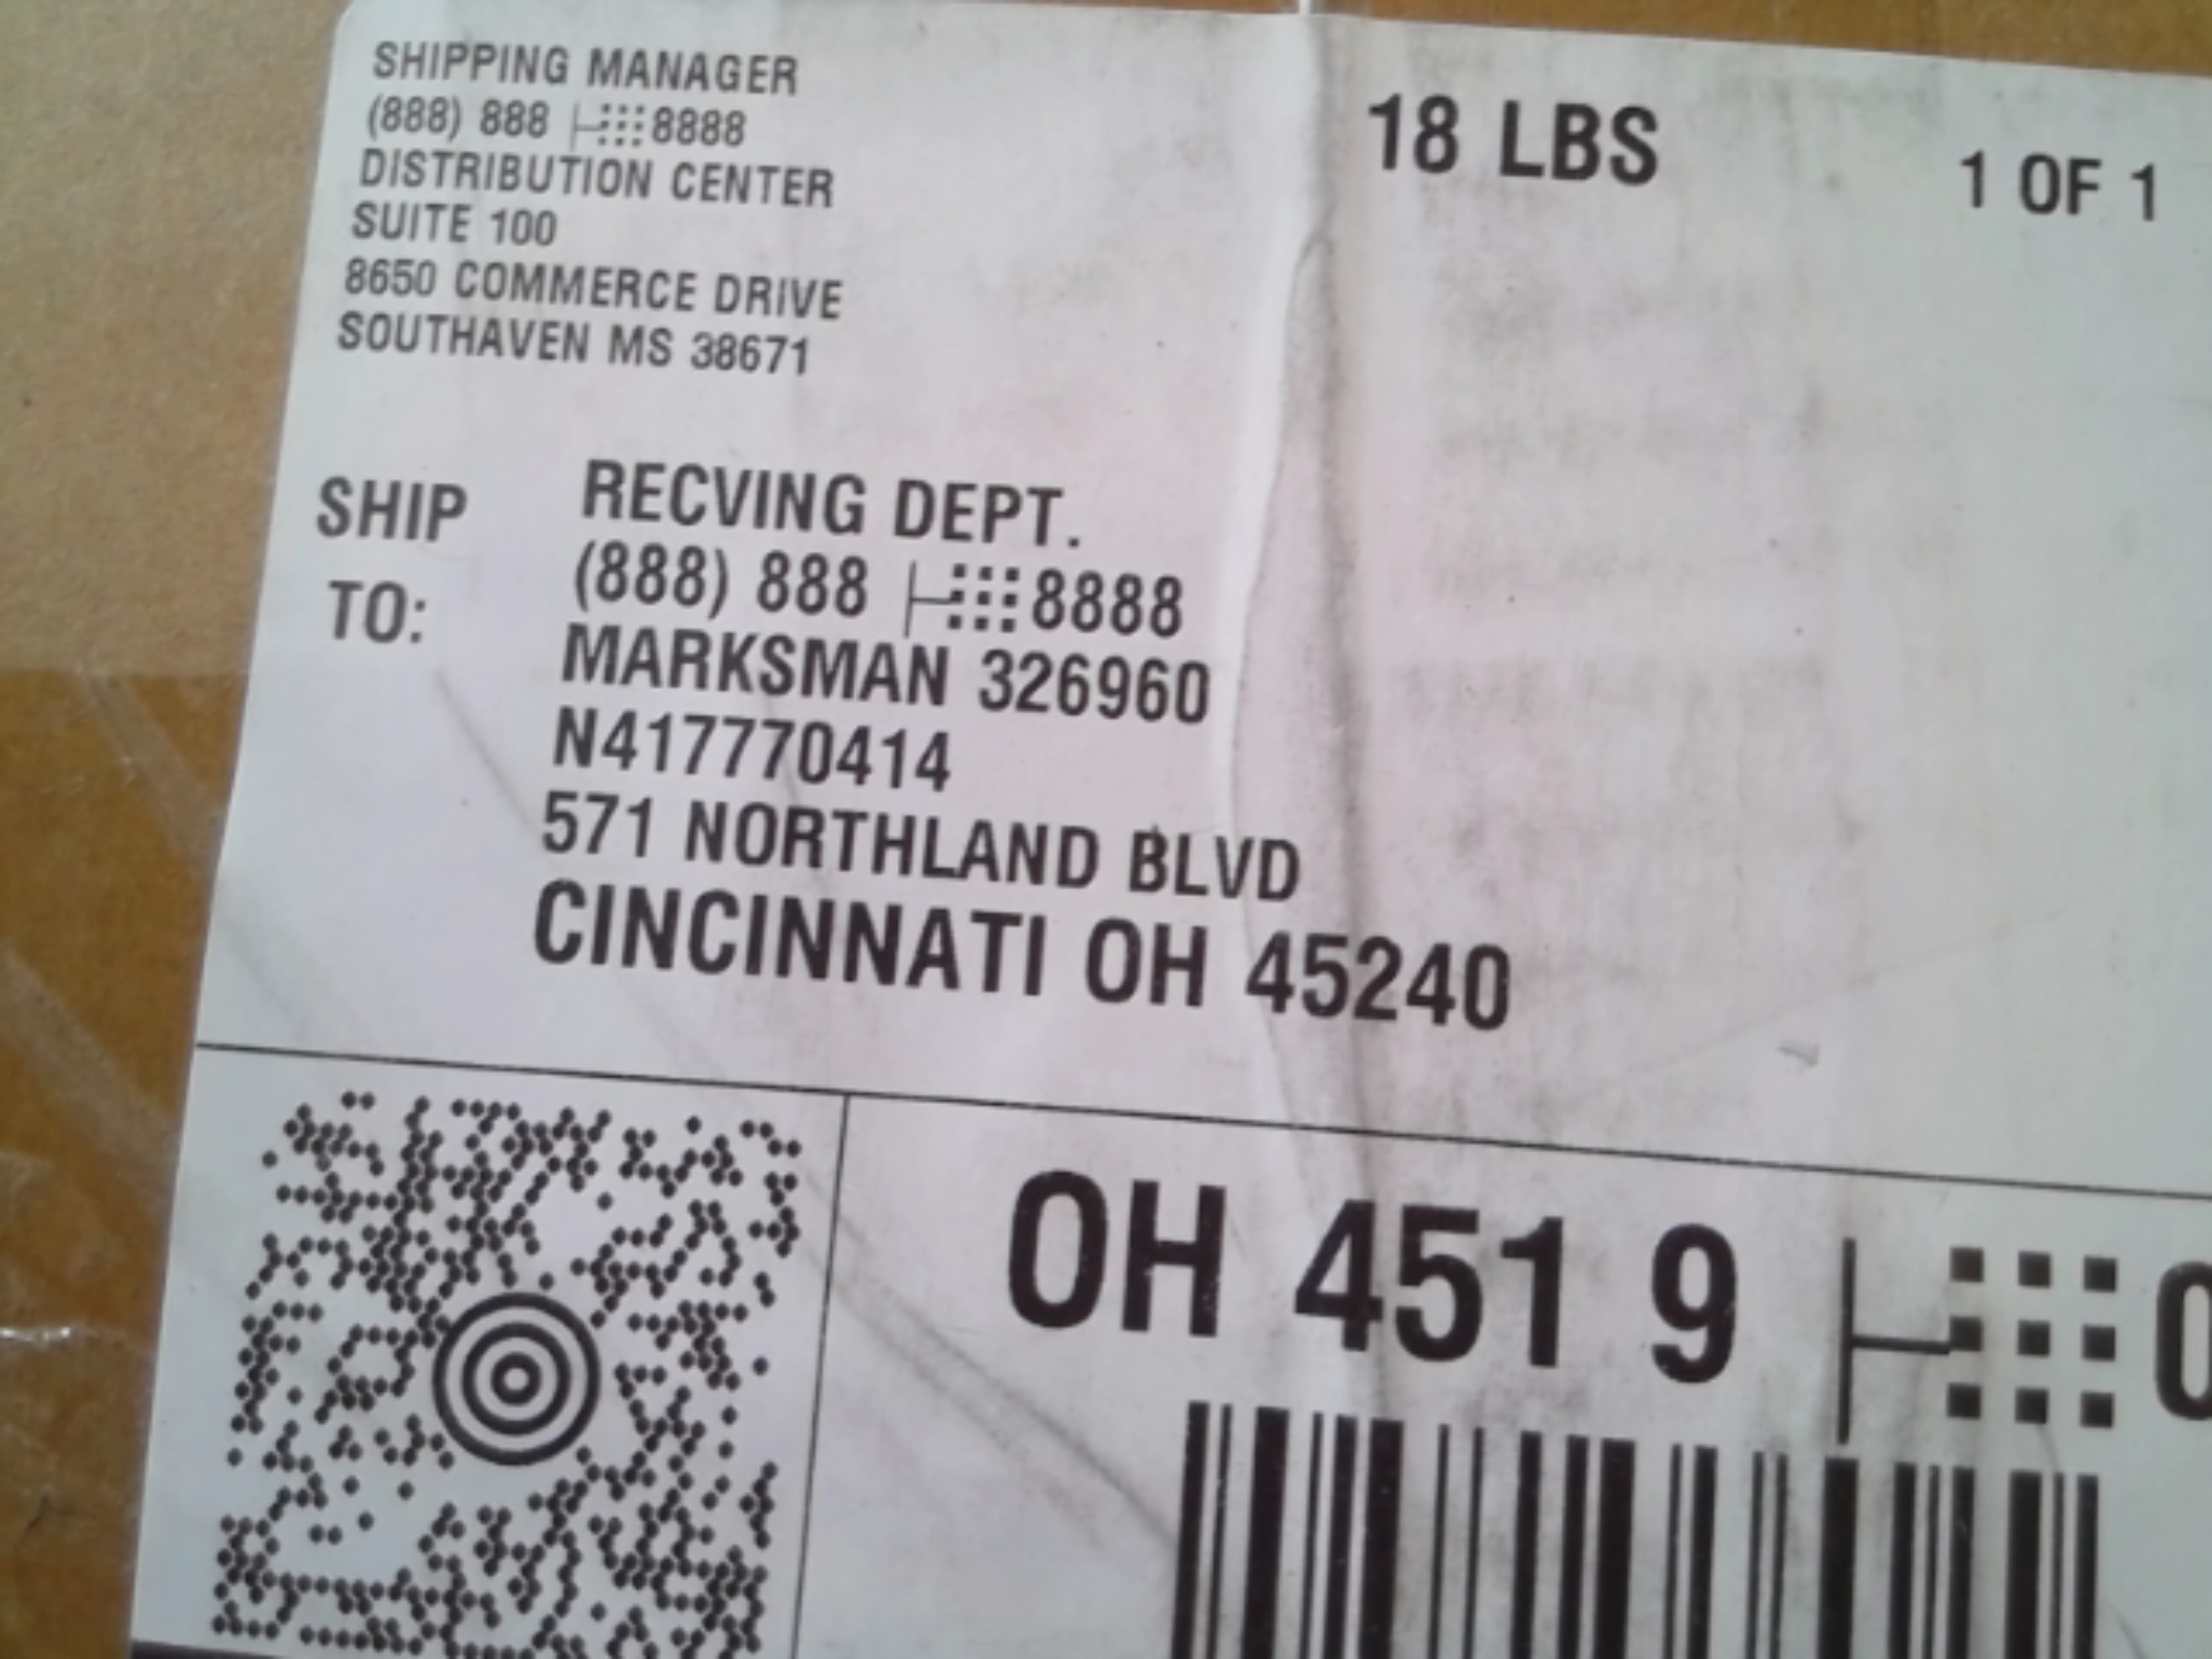 SHIPPING MANAGER
(888) 888 8888
DISTRIBUTION CENTER
SUITE 100
8650 COMMERCE DRIVE
SOUTHAVEN MS 38671
18 LBS
1 OF 1
SHIP TO:
RECVING DEPT.
(888) 888 8888
MARKSMAN 326960
N417770414
571 NORTHLAND BLVD
CINCINNATI OH 45240
OH 451 9 0